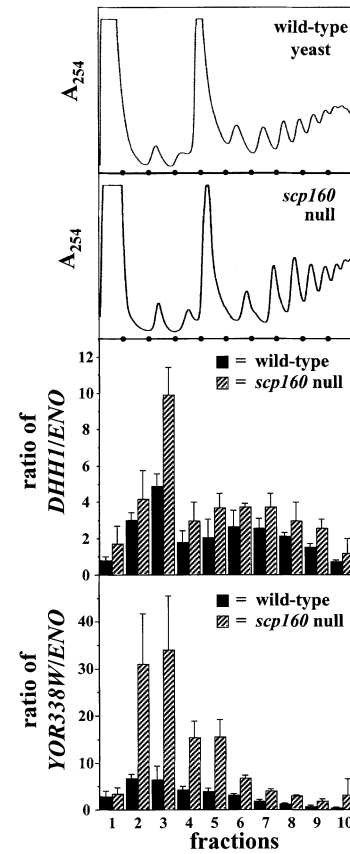 wild-type
yeast
A254
scp160
null
A254
12
10
8
6
4
2
0
ratio of
DHH1/ENO
= wild-type
= scp160 null
40
30
20
10
0
ratio of
YOR338W/ENO
= wild-type
= scp160 null
1 2 3 4 5 6 7 8 9 10
fractions